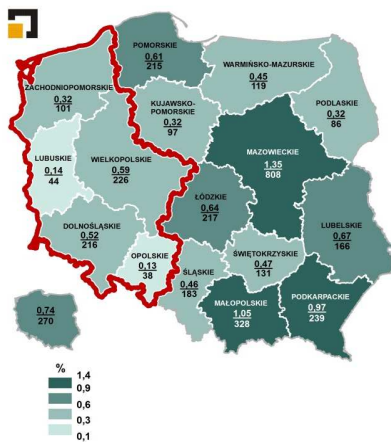 POMORSKIE
0,61
215
WARMIŃSKO-MAZURSKIE
0,45
119
ZACHODNIOPOMORSKIE
0,32
101
KUJAWSKO-
POMORSKIE
0,32
97
PODLASKIE
0,32
86
LUBUSKIE
0,14
44
WIELKOPOLSKIE
0,59
226
MAZOWIECKIE
1,35
808
ŁÓDZKIE
0,64
217
LUBELSKIE
0,67
166
DOLNOŚLĄSKIE
0,52
216
OPOLSKIE
0,13
38
ŚLĄSKIE
0,46
183
ŚWIĘTOKRZYSKIE
0,47
131
MAŁOPOLSKIE
1,05
328
PODKARPACKIE
0,97
239
0,74
270
%
1,4
0,9
0,6
0,3
0,1